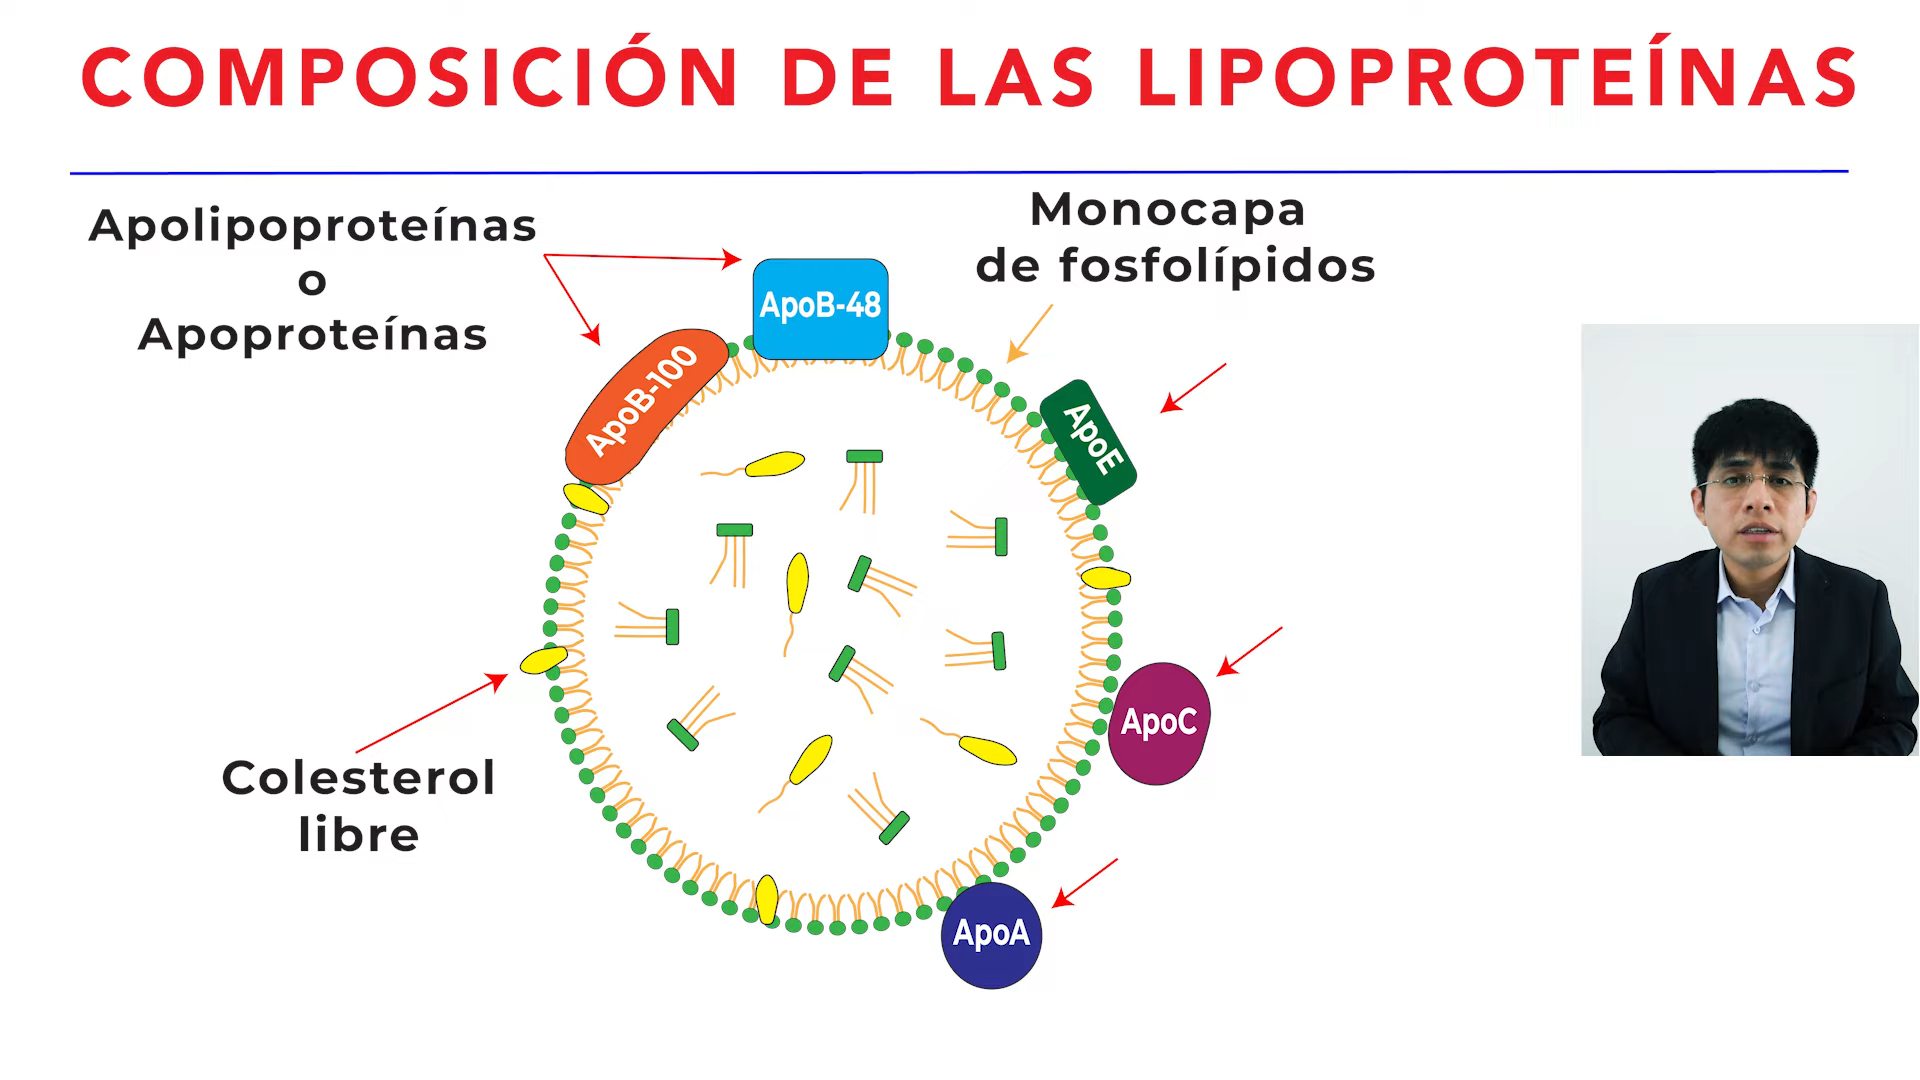 COMPOSICIÓN DE LAS LIPOPROTEÍNAS
Apolipoproteínas
o
Apoproteínas
Monocapa
de fosfolípidos
ApoB-48
ApoB-100
ApoE
ApoC
Colesterol
libre
ApoA